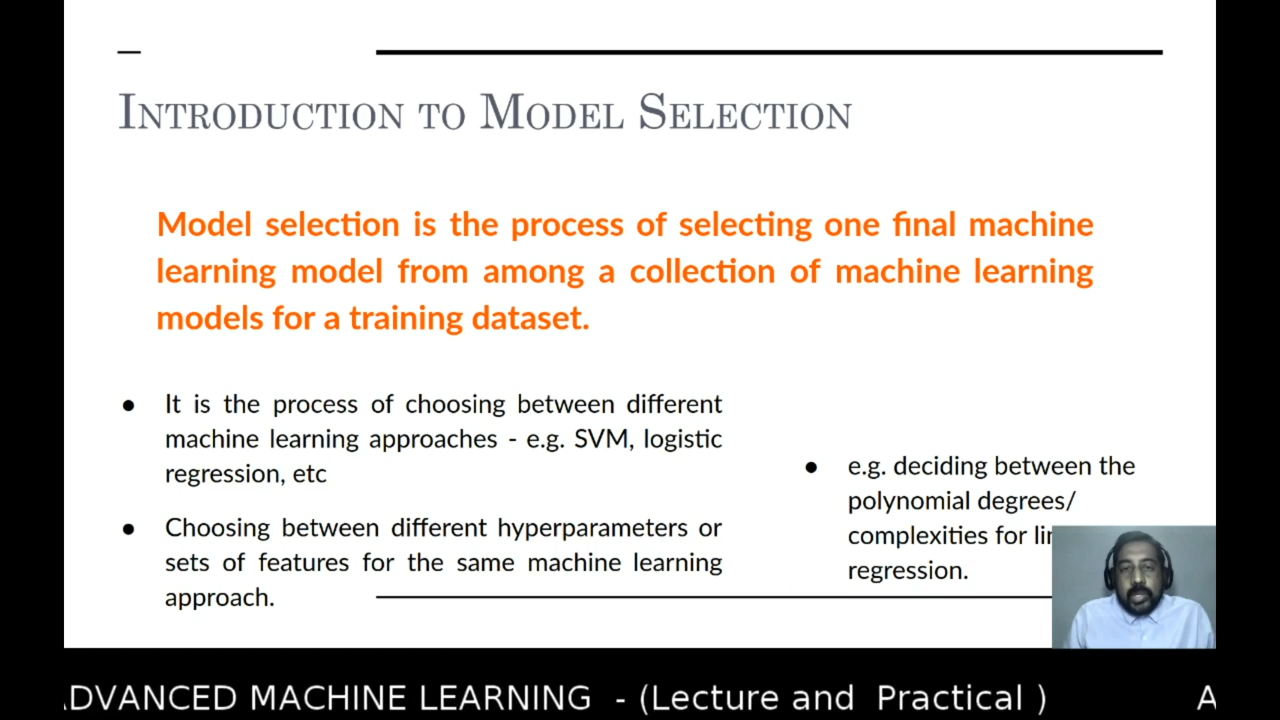 Introduction to Model Selection
Model selection is the process of selecting one final machine
learning model from among a collection of machine learning
models for a training dataset.
● It is the process of choosing between different
machine learning approaches - e.g. SVM, logistic
regression, etc
● Choosing between different hyperparameters or
sets of features for the same machine learning
approach.
● e.g. deciding between the
polynomial degrees/
complexities for
regression.
DVANCED MACHINE LEARNING - (Lecture and Practical ) A